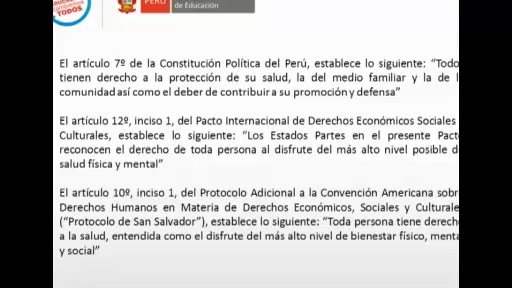 TODOS
PERÚ
de Educación
El artículo 7º de la Constitución Política del Perú, establece lo siguiente: “Todo
tienen derecho a la protección de su salud, la del medio familiar y la de l
comunidad así como el deber de contribuir a su promoción y defensa”
El artículo 12º, inciso 1, del Pacto Internacional de Derechos Económicos Sociales
Culturales, establece lo siguiente: “Los Estados Partes en el presente Pact
reconocen el derecho de toda persona al disfrute del más alto nivel posible d
salud física y mental”
El artículo 10º, inciso 1, del Protocolo Adicional a la Convención Americana sobr
Derechos Humanos en Materia de Derechos Económicos, Sociales y Culturale
(“Protocolo de San Salvador”), establece lo siguiente: “Toda persona tiene derech
a la salud, entendida como el disfrute del más alto nivel de bienestar físico, menta
y social”